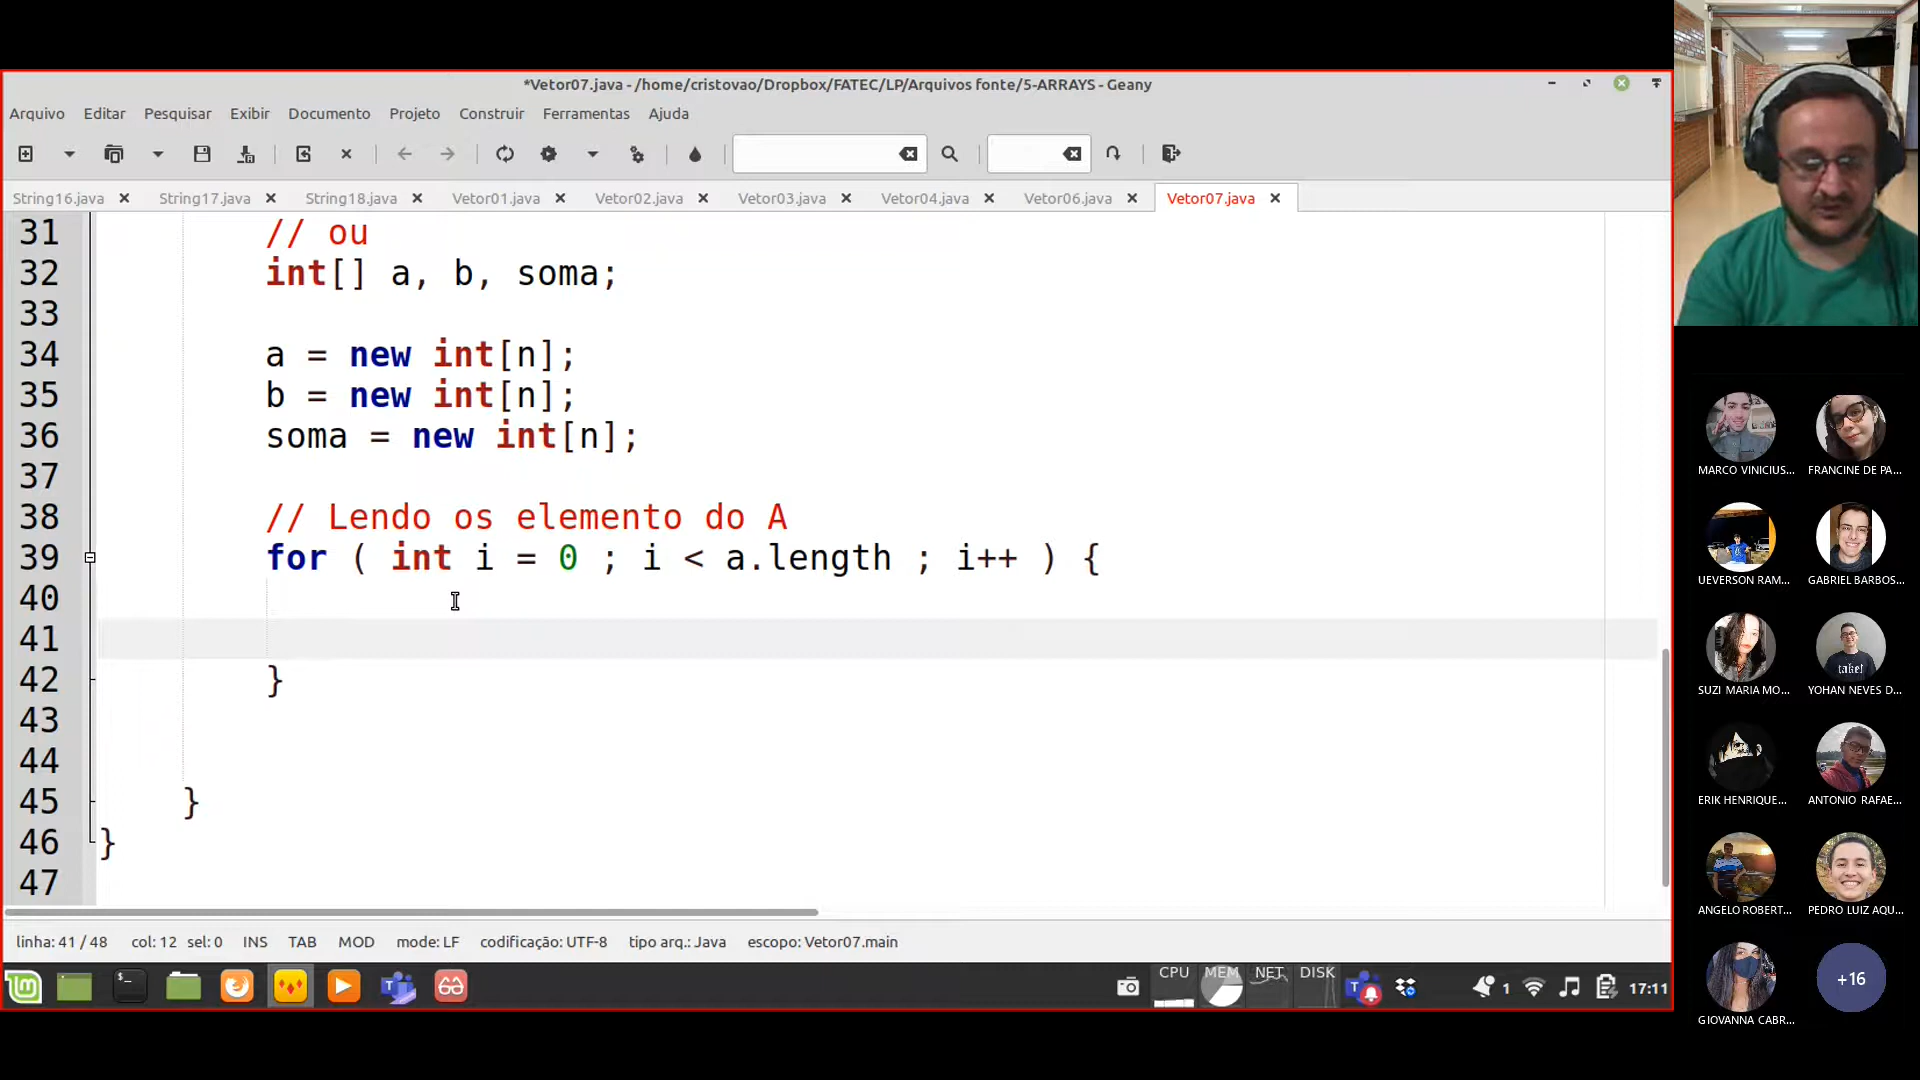 *Vetor07.java - /home/cristovao/Dropbox/FATEC/LP/Arquivos fonte/5-ARRAYS - Geany
Arquivo Editar Pesquisar Exibir Documento Projeto Construir Ferramentas Ajuda
String16.java String17.java String18.java Vetor01.java Vetor02.java Vetor03.java Vetor04.java Vetor06.java Vetor07.java
31 // ou
32 int[] a, b, soma;
33
34 a = new int[n];
35 b = new int[n];
36 soma = new int[n];
37
38 // Lendo os elemento do A
39 for ( int i = 0 ; i < a.length ; i++ ) {
40
41
42 }
43
44
45 }
46 }
47
linha: 41 / 48 col: 12 sel: 0 INS TAB MOD mode: LF codificação: UTF-8 tipo arq.: Java escopo: Vetor07.main
CPU MEM NET DISK 1 17:11
MARCO VINICIUS... FRANCINE DE PA...
UEVERSON RAM... GABRIEL BARBOS...
takel
SUZI MARIA MO... YOHAN NEVES D...
ERIK HENRIQUE... ANTONIO RAFAE...
ANGELO ROBERT... PEDRO LUIZ AQU...
+16
GIOVANNA CABR...